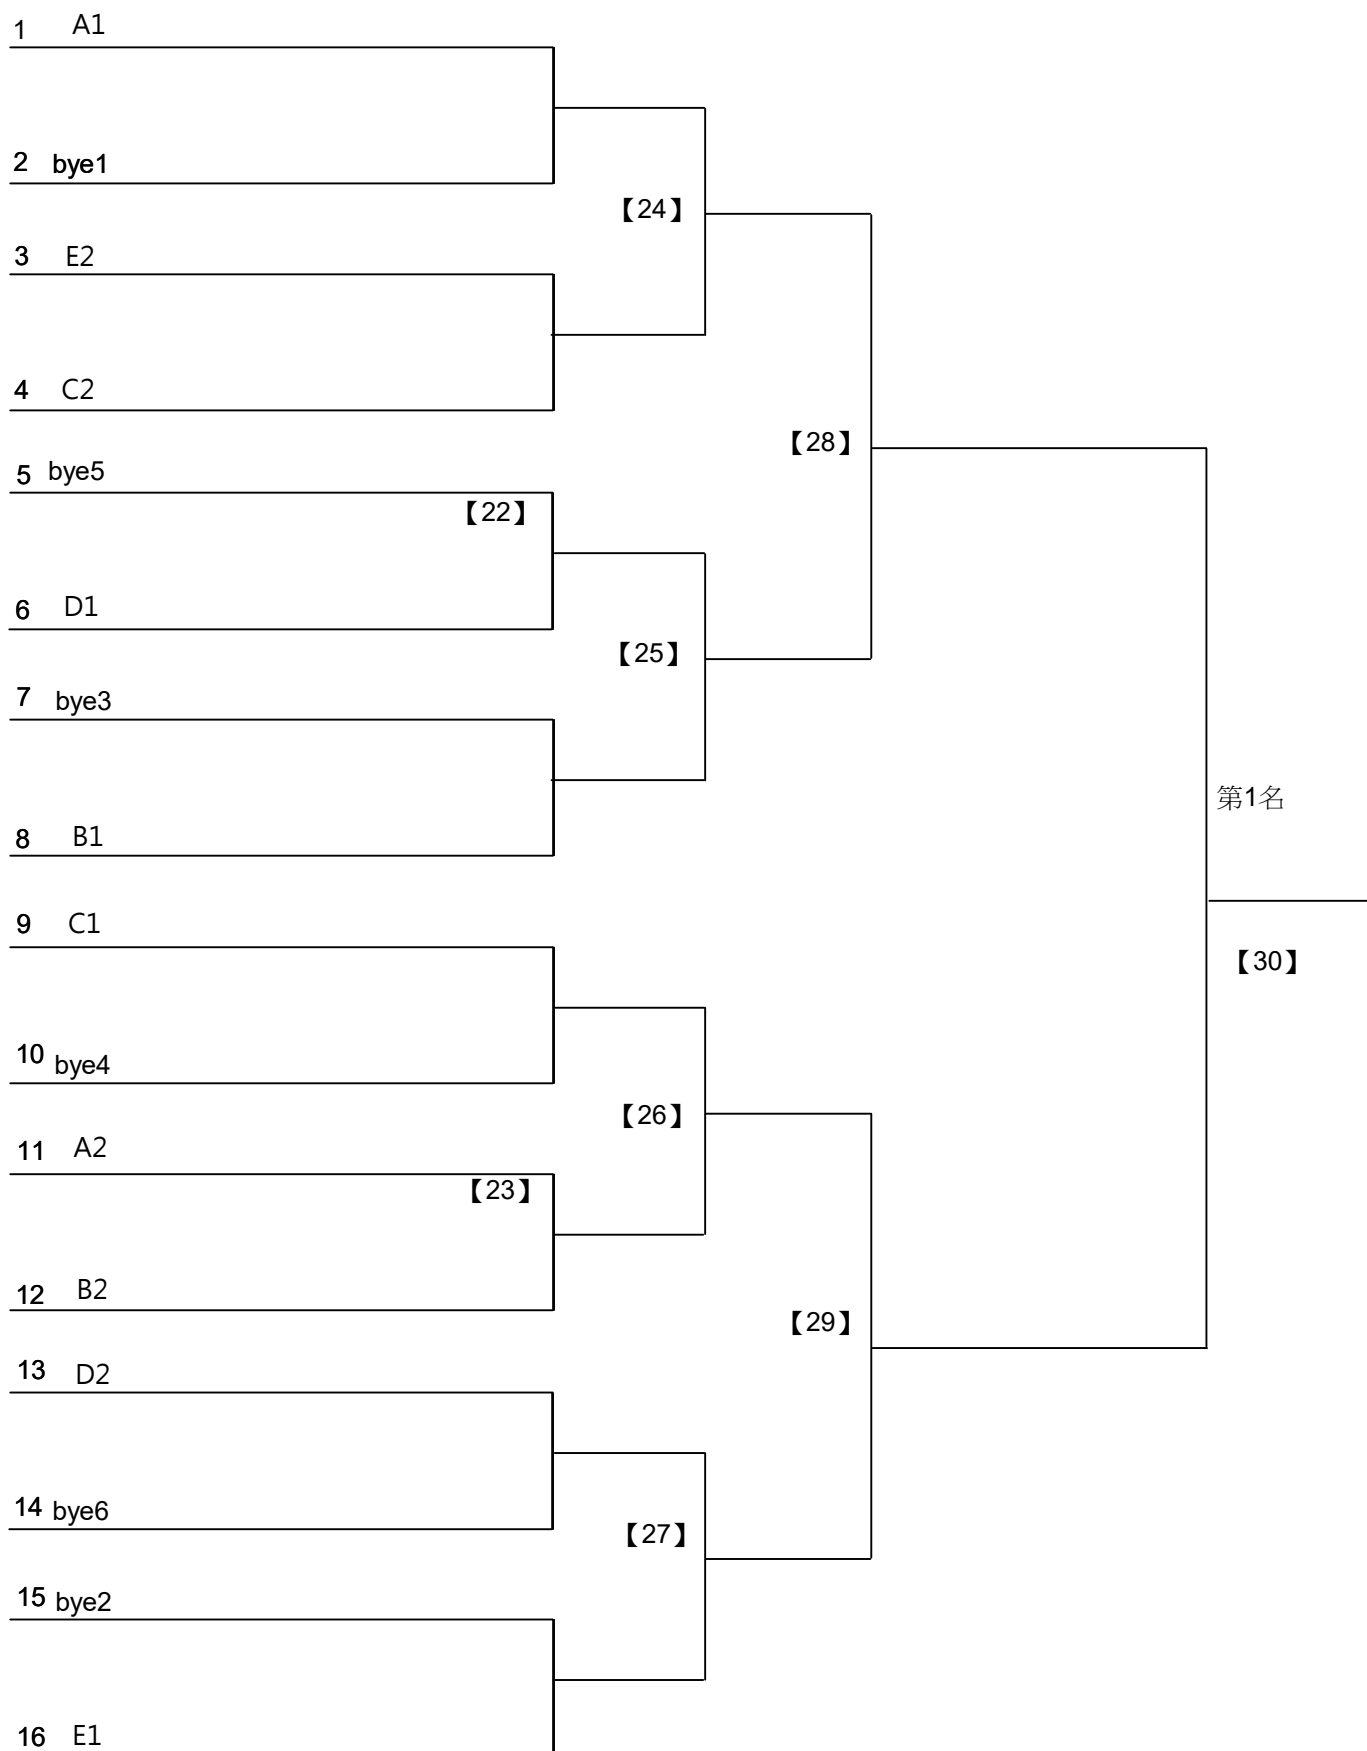 1 A1
2 bye1
【24】
3 E2
4 C2
【28】
5 bye5
【22】
6 D1
【25】
7 bye3
第1名
8 B1
9 C1
【30】
10 bye4
【26】
11 A2
【23】
12 B2
【29】
13 D2
14 bye6
【27】
15 bye2
16 E1